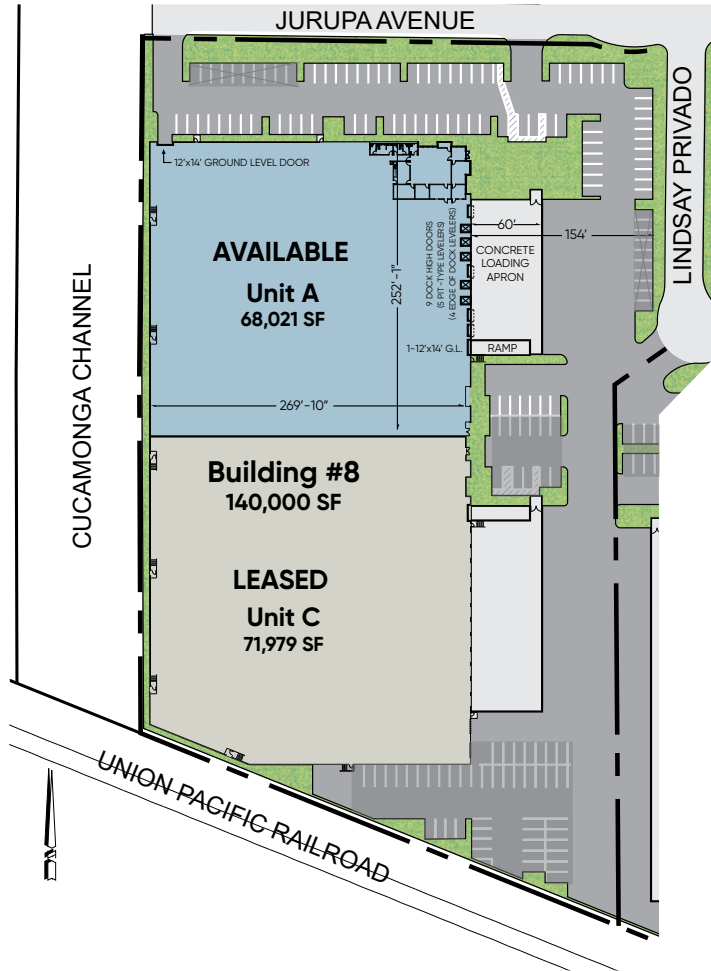 JURUPA AVENUE
LINDSAY PRIVADO
12'x14' GROUND LEVEL DOOR
AVAILABLE
Unit A
68,021 SF
252'-1"
9 DOCK HIGH DOORS
(5 PIT-TYPE LEVELERS)
(4 EDGE OF DOCK LEVELERS)
60'
154'
CONCRETE
LOADING
APRON
1-12'x14' G.L.
RAMP
269'-10"
CUCAMONGA CHANNEL
Building #8
140,000 SF
LEASED
Unit C
71,979 SF
UNION PACIFIC RAILROAD
N